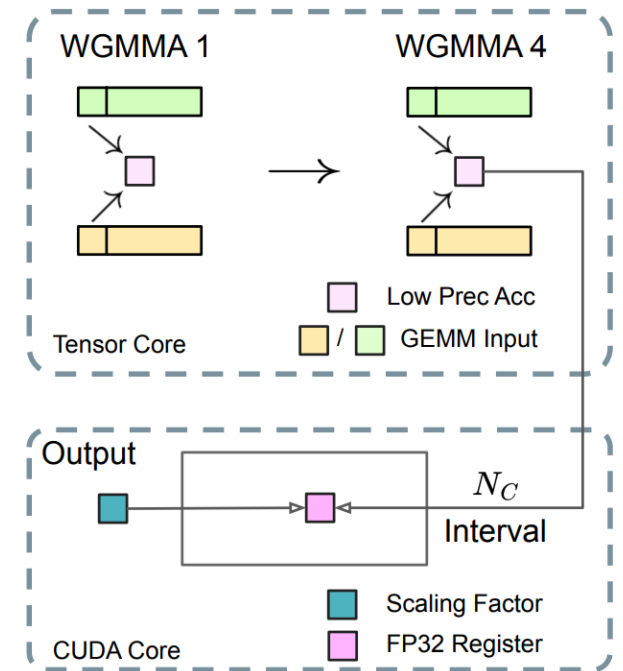 WGMMA 1
WGMMA 4
Low Prec Acc
/
GEMM Input
Tensor Core
Output
N_C
Interval
Scaling Factor
FP32 Register
CUDA Core